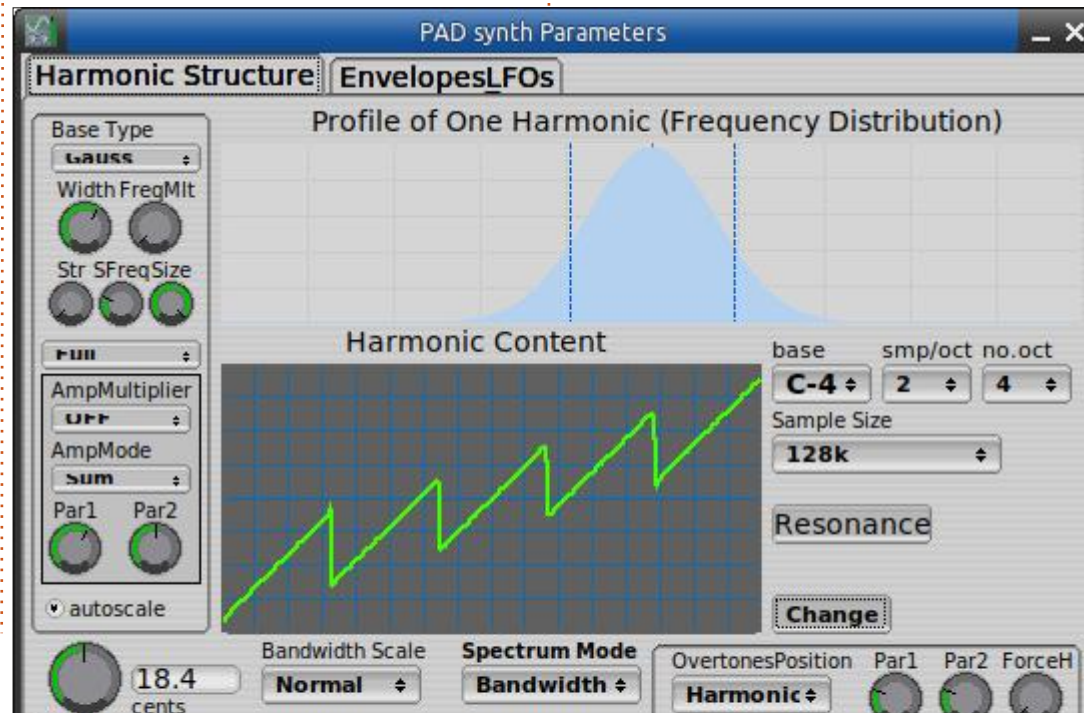 PAD synth Parameters
Harmonic Structure
EnvelopesLFOs
Base Type
Gauss
Width FreqMlt
Str SFreq Size
Full
AmpMultiplier
OFF
AmpMode
Sum
Par1 Par2
autoscale
Profile of One Harmonic (Frequency Distribution)
Harmonic Content
base smp/oct no.oct
C-4 2 4
Sample Size
128k
Resonance
Change
18.4
cents
Bandwidth Scale
Normal
Spectrum Mode
Bandwidth
OvertonesPosition Par1 Par2 ForceH
Harmonic